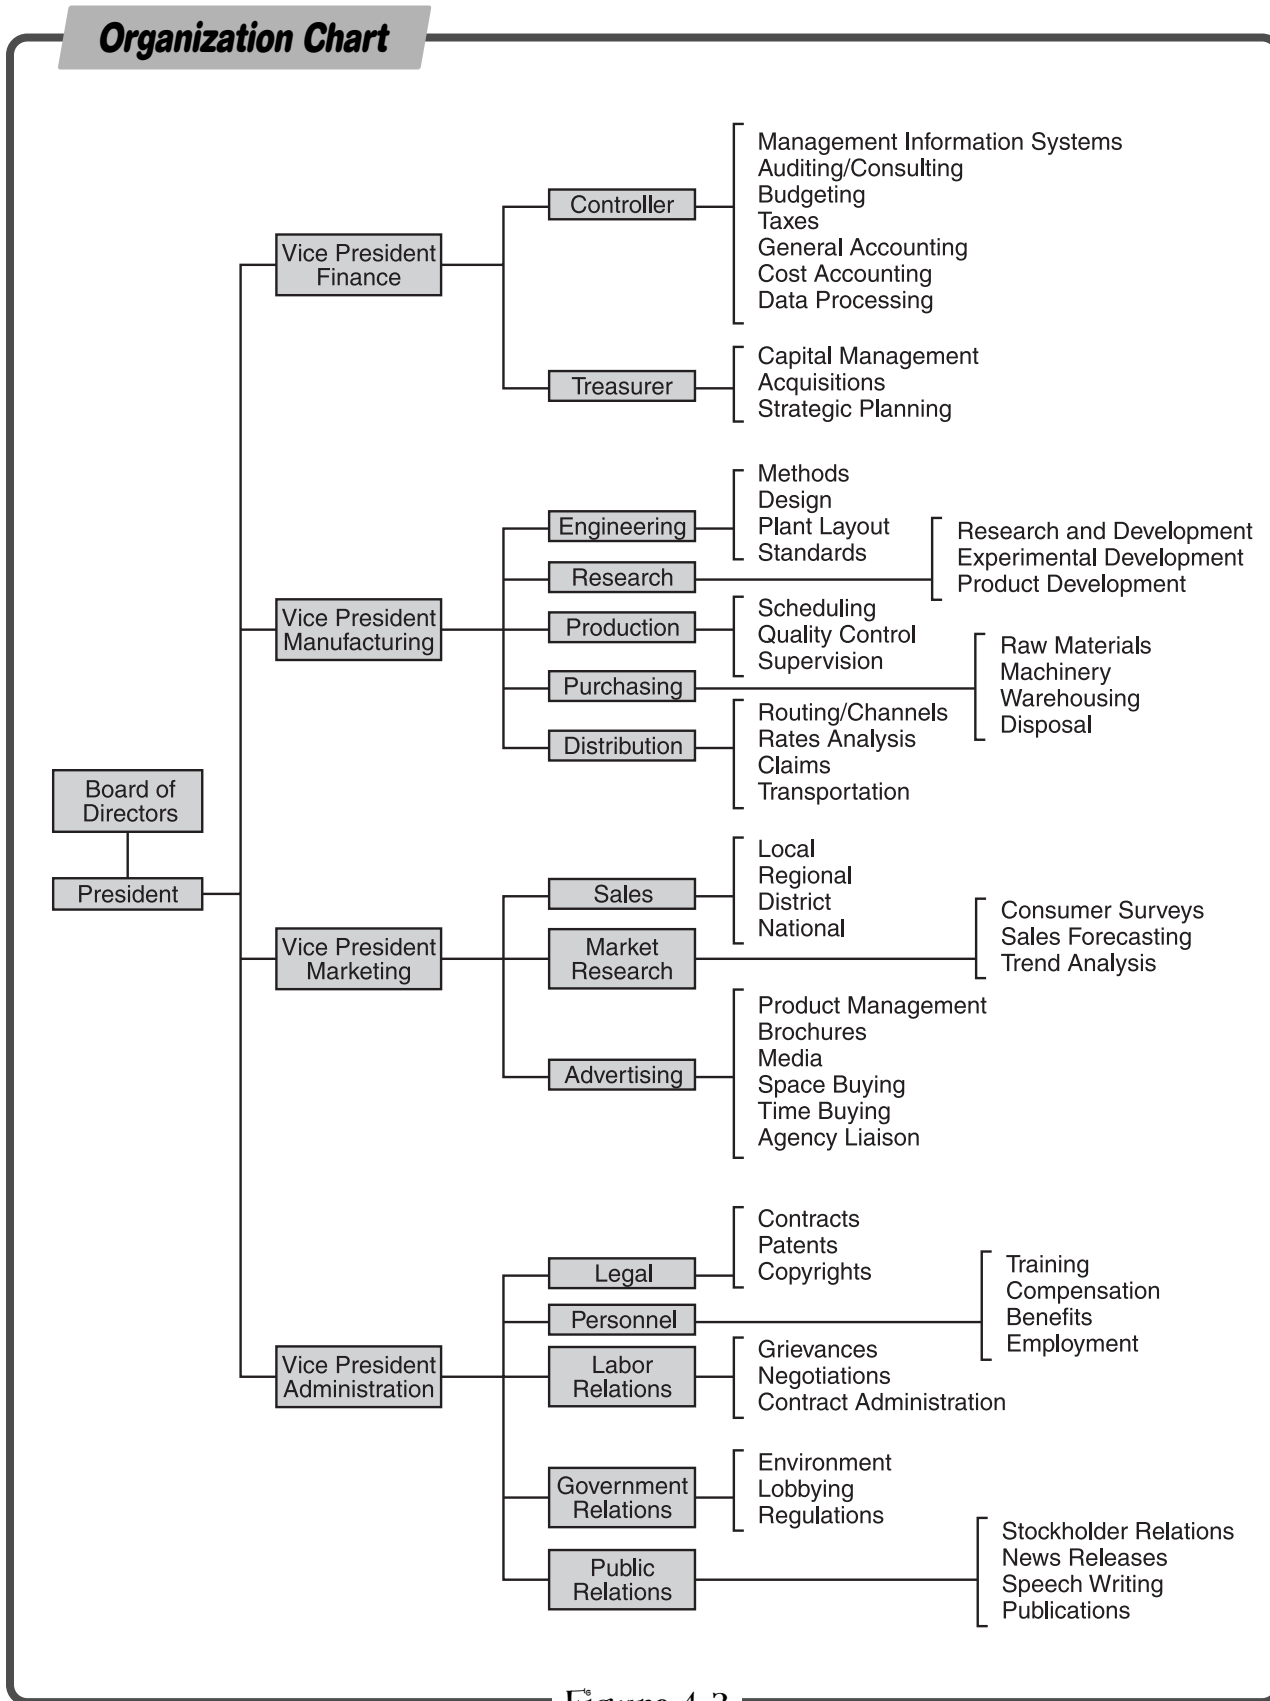 Organization Chart
Board of
Directors
President
Vice President
Finance
Controller
Management Information Systems
Auditing/Consulting
Budgeting
Taxes
General Accounting
Cost Accounting
Data Processing
Treasurer
Capital Management
Acquisitions
Strategic Planning
Vice President
Manufacturing
Engineering
Methods
Design
Plant Layout
Standards
Research
Research and Development
Experimental Development
Product Development
Production
Scheduling
Quality Control
Supervision
Purchasing
Raw Materials
Machinery
Warehousing
Disposal
Distribution
Routing/Channels
Rates Analysis
Claims
Transportation
Vice President
Marketing
Sales
Local
Regional
District
National
Market
Research
Consumer Surveys
Sales Forecasting
Trend Analysis
Advertising
Product Management
Brochures
Media
Space Buying
Time Buying
Agency Liaison
Vice President
Administration
Legal
Contracts
Patents
Copyrights
Personnel
Training
Compensation
Benefits
Employment
Labor
Relations
Grievances
Negotiations
Contract Administration
Government
Relations
Environment
Lobbying
Regulations
Public
Relations
Stockholder Relations
News Releases
Speech Writing
Publications